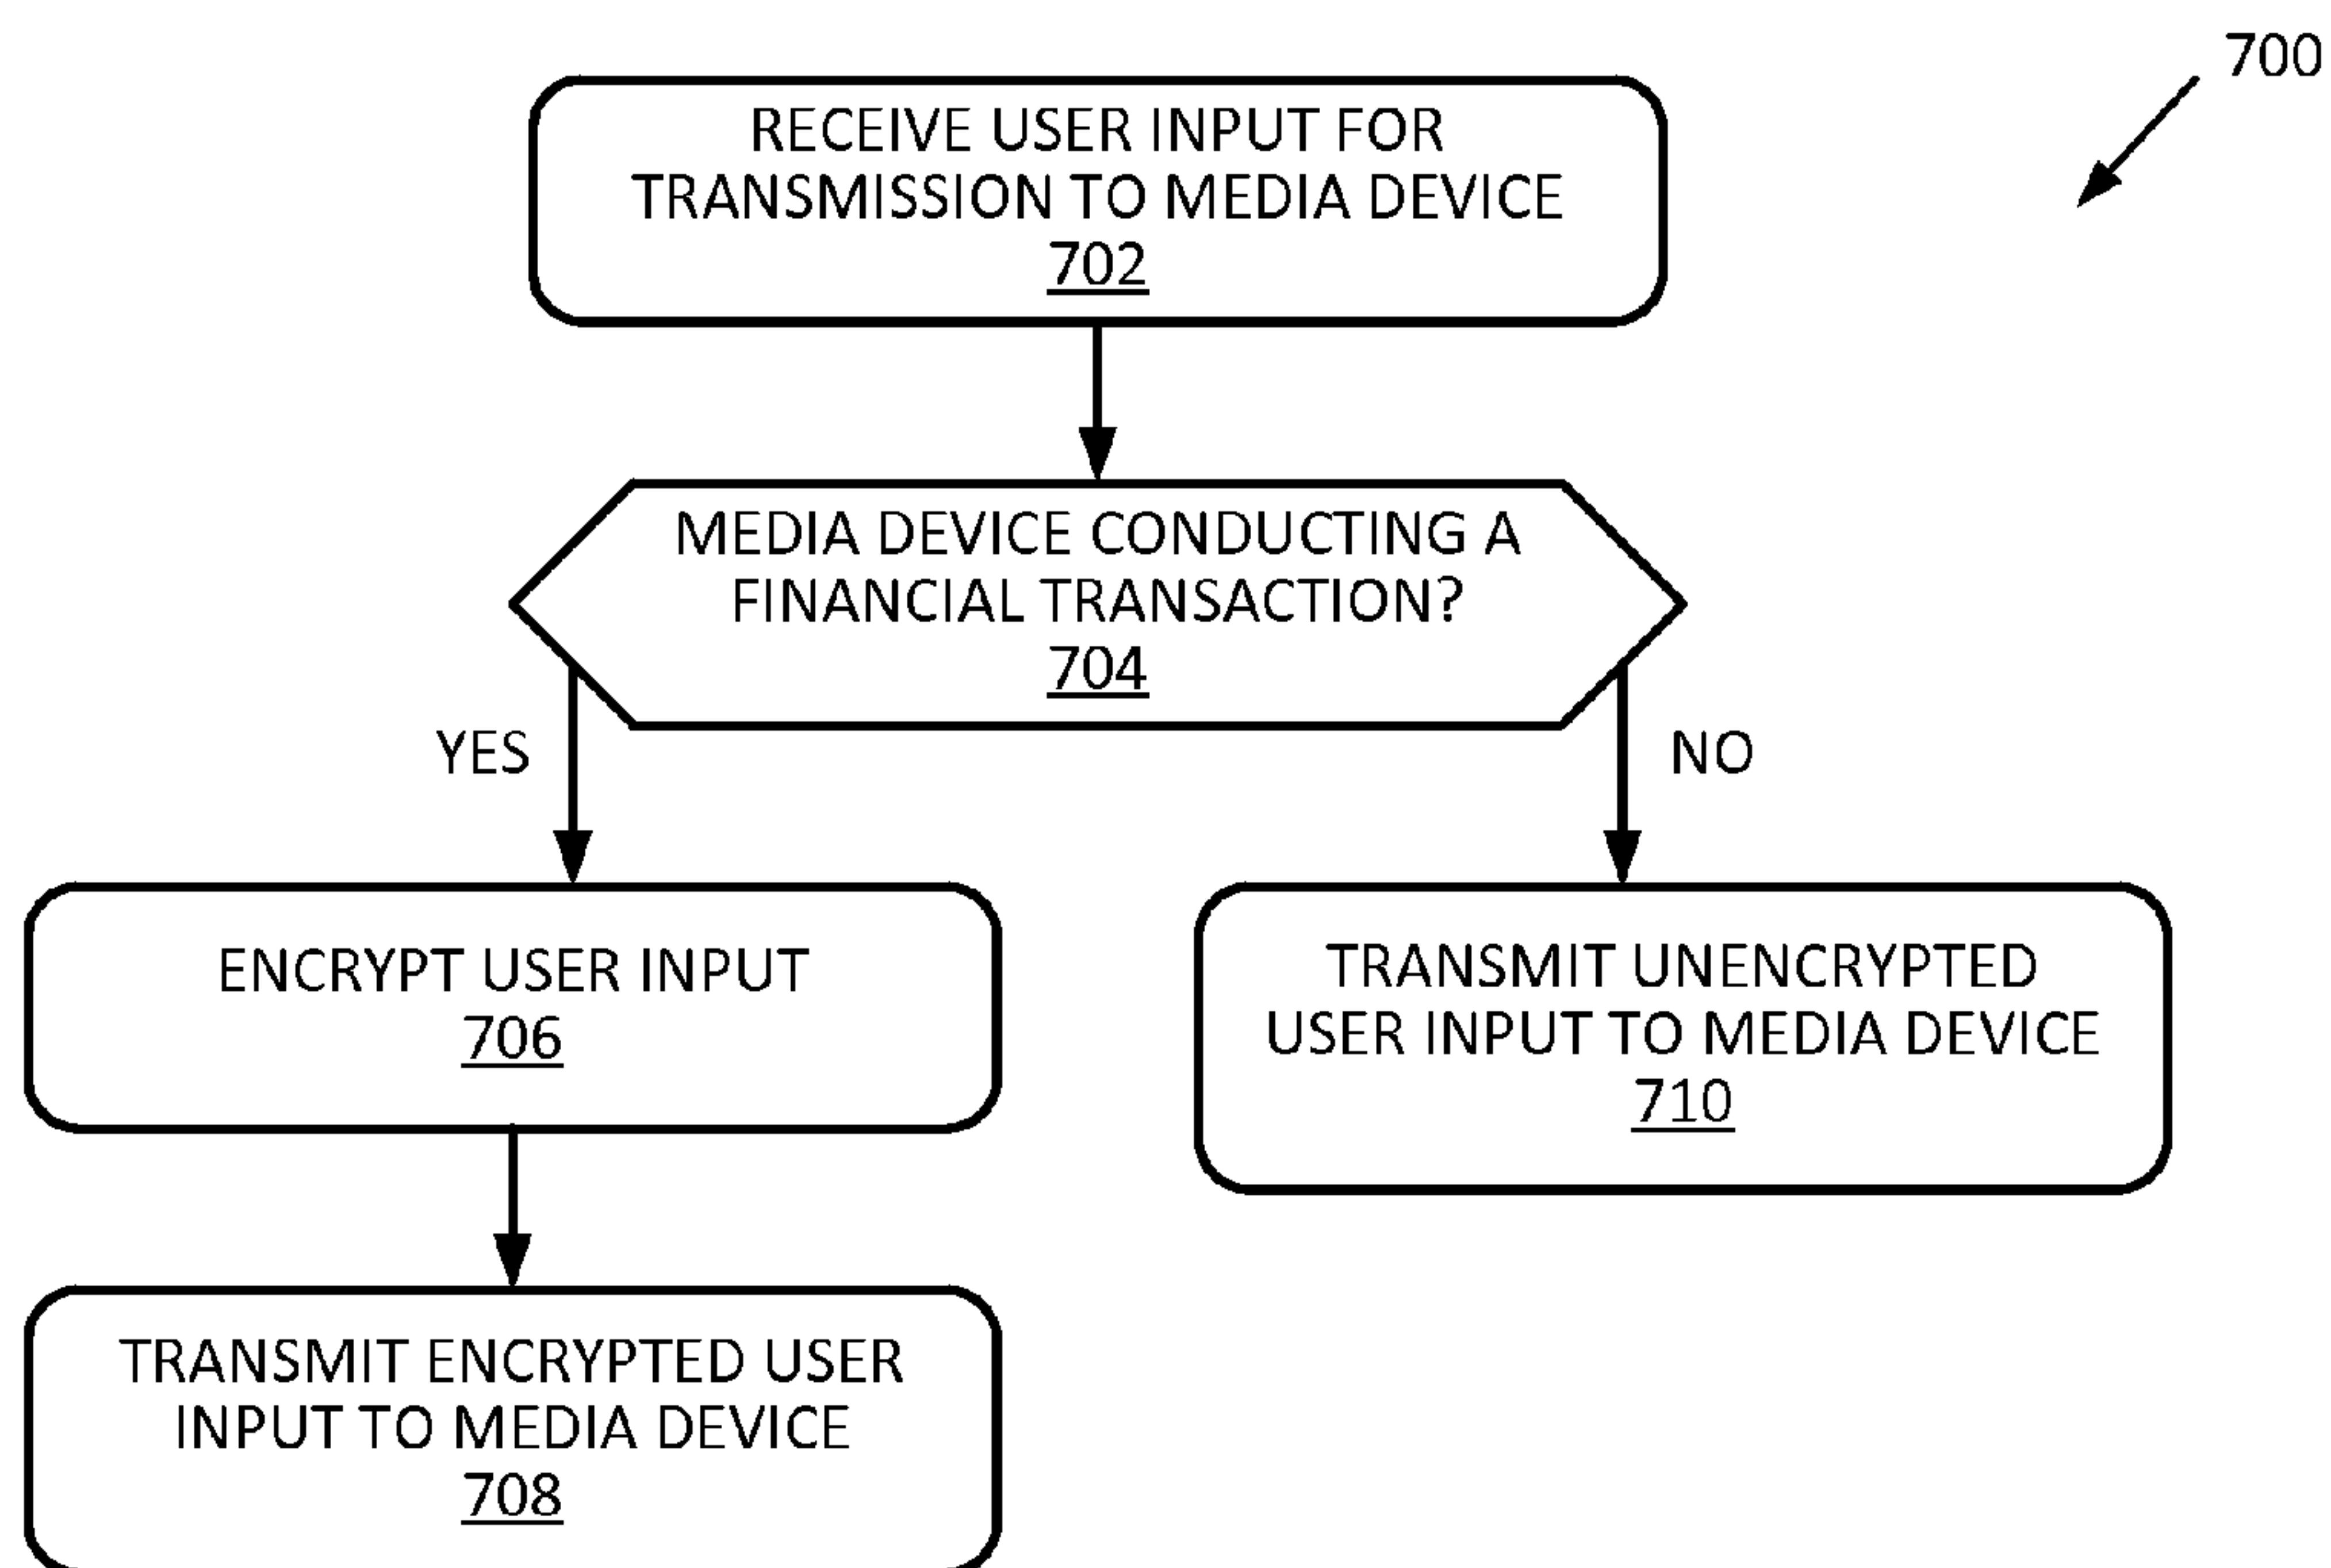 700
RECEIVE USER INPUT FOR
TRANSMISSION TO MEDIA DEVICE
702
MEDIA DEVICE CONDUCTING A
FINANCIAL TRANSACTION?
704
YES
NO
ENCRYPT USER INPUT
706
TRANSMIT UNENCRYPTED
USER INPUT TO MEDIA DEVICE
710
TRANSMIT ENCRYPTED USER
INPUT TO MEDIA DEVICE
708